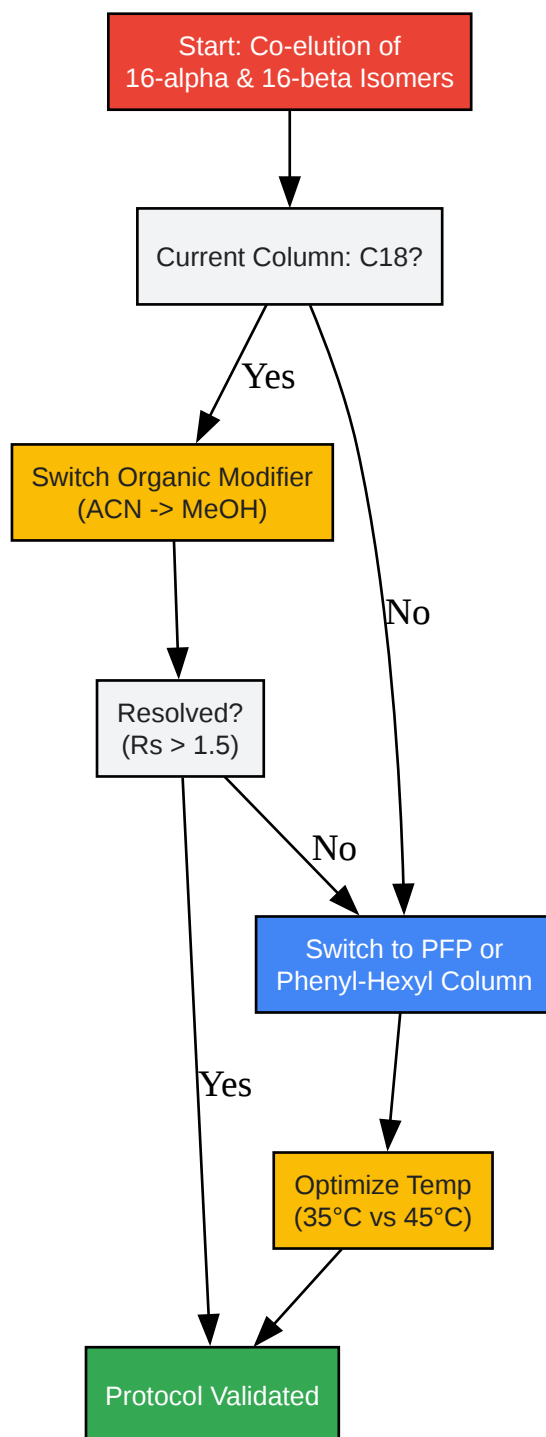 Start: Co-elution of
16-alpha & 16-beta Isomers
Current Column: C18?
Yes
Switch Organic Modifier
(ACN -> MeOH)
No
Resolved?
(Rs > 1.5)
No
Switch to PFP or
Phenyl-Hexyl Column
Yes
Optimize Temp
(35°C vs 45°C)
Protocol Validated